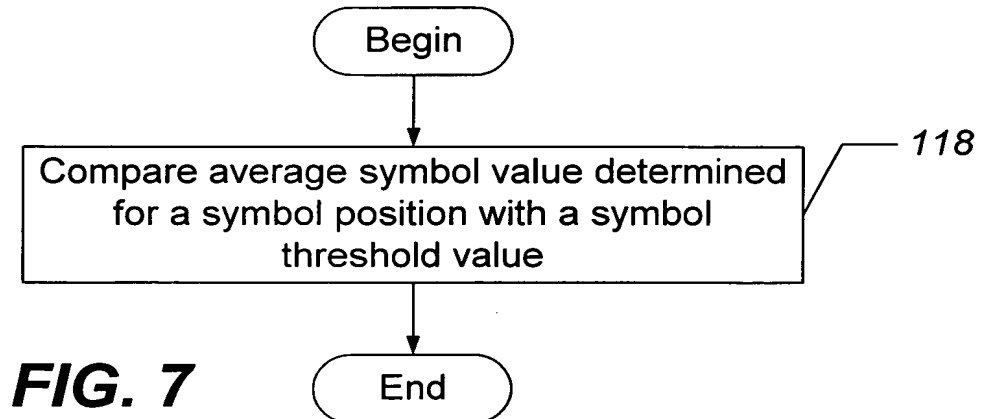 Begin
Compare average symbol value determined
for a symbol position with a symbol
threshold value
118
End
FIG. 7